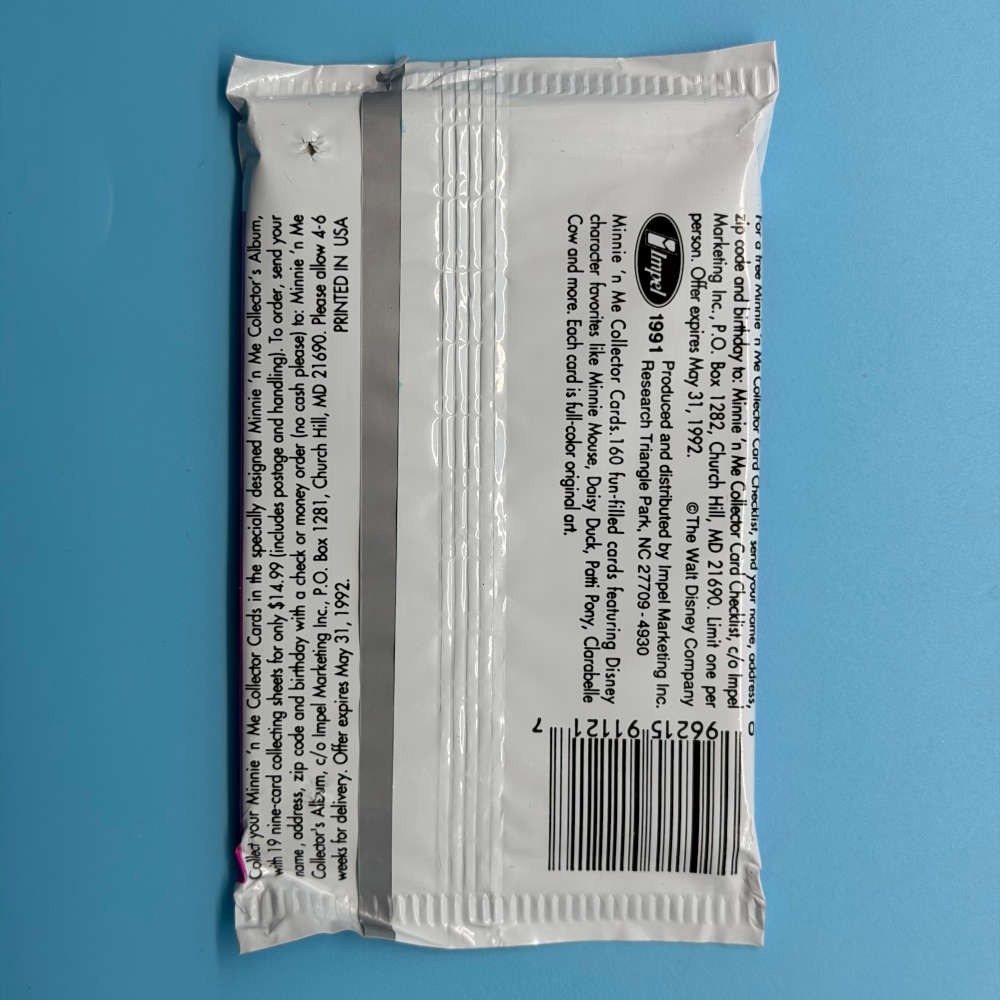 For a free Minnie 'n Me Collector Card Checklist, send your name, address,
zip code and birthday to: Minnie 'n Me Collector Card Checklist, c/o Impel
Marketing Inc., P.O. Box 1282, Church Hill, MD 21690. Limit one per
person. Offer expires May 31, 1992. © The Walt Disney Company
Impel 1991 Produced and distributed by Impel Marketing Inc.
Research Triangle Park, NC 27709 - 4930
Minnie 'n Me Collector Cards. 160 fun-filled cards featuring Disney
character favorites like Minnie Mouse, Daisy Duck, Patti Pony, Clarabelle
Cow and more. Each card is full-color original art.
0 96215 91121 7
Collect your Minnie 'n Me Collector Cards in the specially designed Minnie 'n Me Collector's Album,
with 19 nine-card collecting sheets for only $14.99 (includes postage and handling). To order, send your
name, address, zip code and birthday with a check or money order (no cash please) to: Minnie 'n Me
Collector's Album, c/o Impel Marketing Inc., P.O. Box 1281, Church Hill, MD 21690. Please allow 4-6
weeks for delivery. Offer expires May 31, 1992. PRINTED IN USA